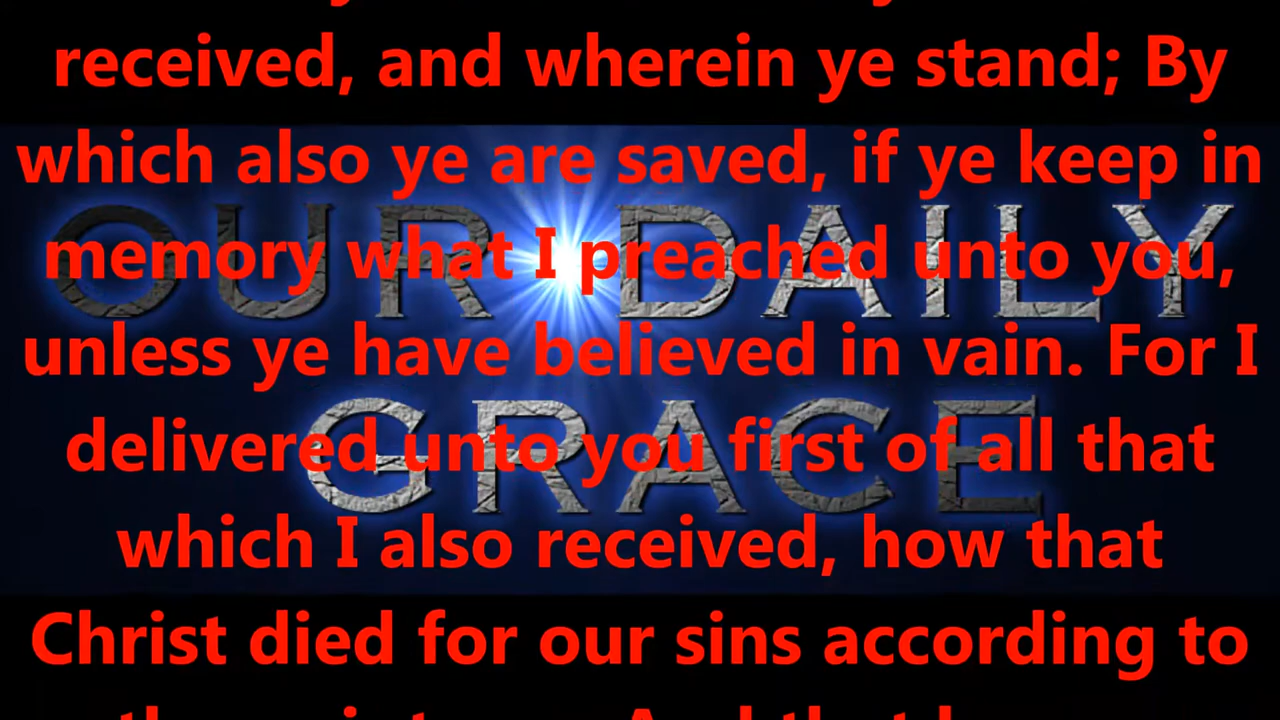 received, and wherein ye stand; By
which also ye are saved, if ye keep in
memory what I preached unto you,
unless ye have believed in vain. For I
delivered unto you first of all that
which I also received, how that
Christ died for our sins according to
OUR DAILY
GRACE